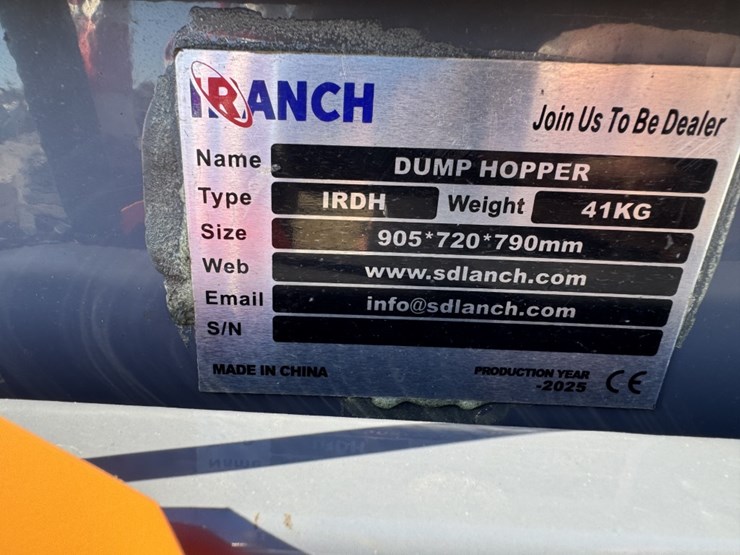 IRANCH
Join Us To Be Dealer
Name DUMP HOPPER
Type IRDH Weight 41KG
Size 905*720*790mm
Web www.sdlanch.com
Email info@sdlanch.com
S/N
MADE IN CHINA
PRODUCTION YEAR
-2025
CE